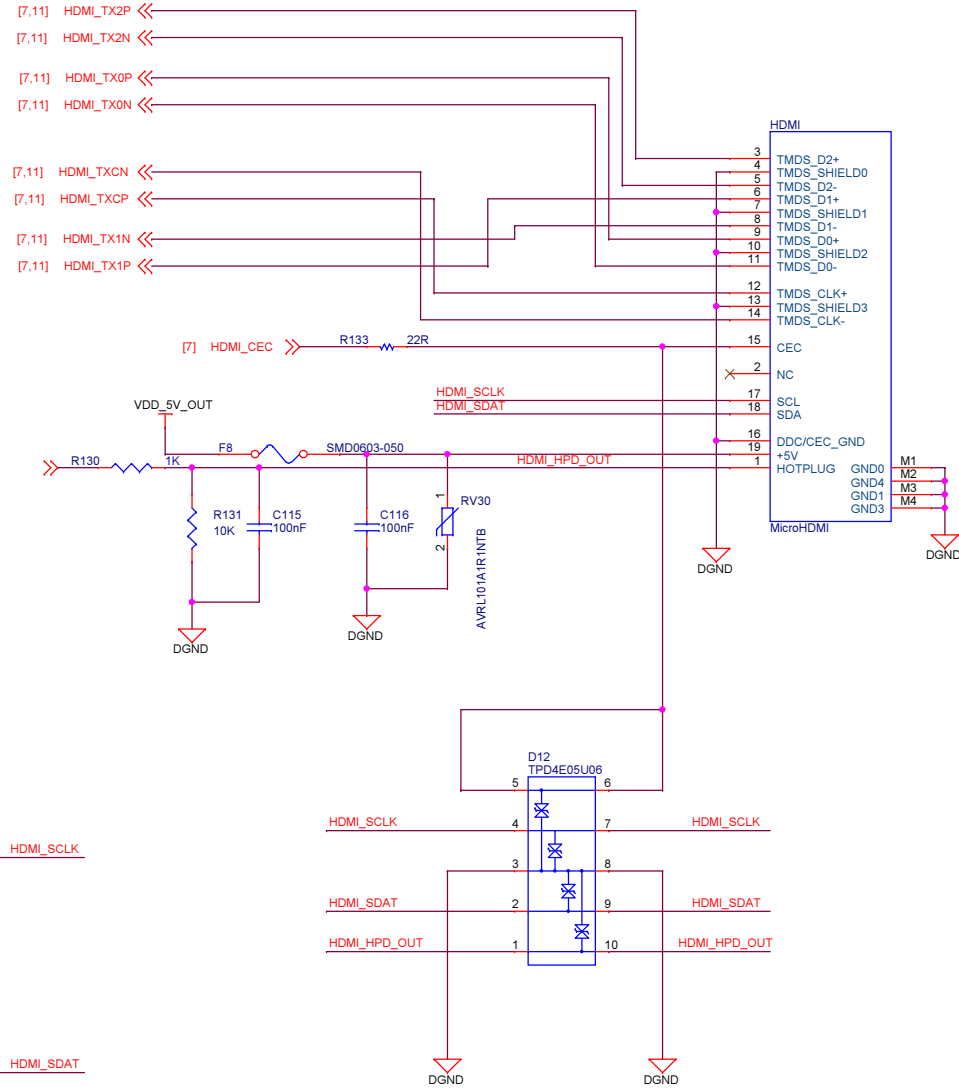 [7,11] HDMI_TX2P
[7,11] HDMI_TX2N
[7,11] HDMI_TX0P
[7,11] HDMI_TX0N
[7,11] HDMI_TXCN
[7,11] HDMI_TXCP
[7,11] HDMI_TX1N
[7,11] HDMI_TX1P
HDMI
3 TMDS_D2+
4 TMDS_SHIELD0
5 TMDS_D2-
6 TMDS_D1+
7 TMDS_SHIELD1
8 TMDS_D1-
9 TMDS_D0+
10 TMDS_SHIELD2
11 TMDS_D0-
12 TMDS_CLK+
13 TMDS_SHIELD3
14 TMDS_CLK-
[7] HDMI_CEC R133 22R 15 CEC
2 NC
HDMI_SCLK 17 SCL
HDMI_SDAT 18 SDA
VDD_5V_OUT
16 DDC/CEC_GND
F8 SMD0603-050 19 +5V
R130 1K HDMI_HPD_OUT 1 HOTPLUG
GND0 M1
GND4 M2
GND1 M3
GND3 M4
MicroHDMI
R131
10K
C115
100nF
C116
100nF
1
RV30
2
AVRL101A1R1NTB
DGND
DGND
DGND
DGND
D12
TPD4E05U06
5 6
HDMI_SCLK 4 7 HDMI_SCLK
3 8
HDMI_SDAT 2 9 HDMI_SDAT
HDMI_HPD_OUT 1 10 HDMI_HPD_OUT
HDMI_SCLK
HDMI_SDAT
DGND
DGND